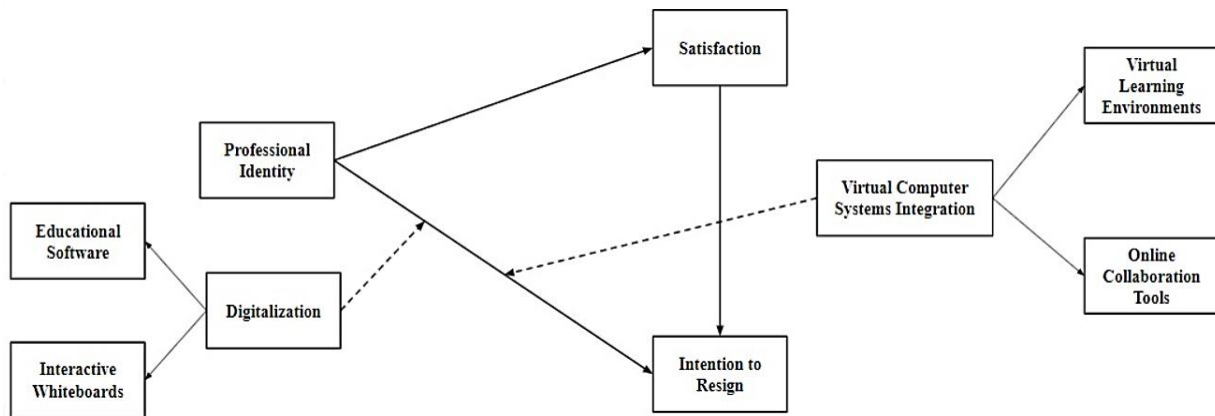 Satisfaction
Virtual
Learning
Environments
Professional
Identity
Virtual Computer
Systems Integration
Educational
Software
Online
Collaboration
Tools
Digitalization
Interactive
Whiteboards
Intention to
Resign